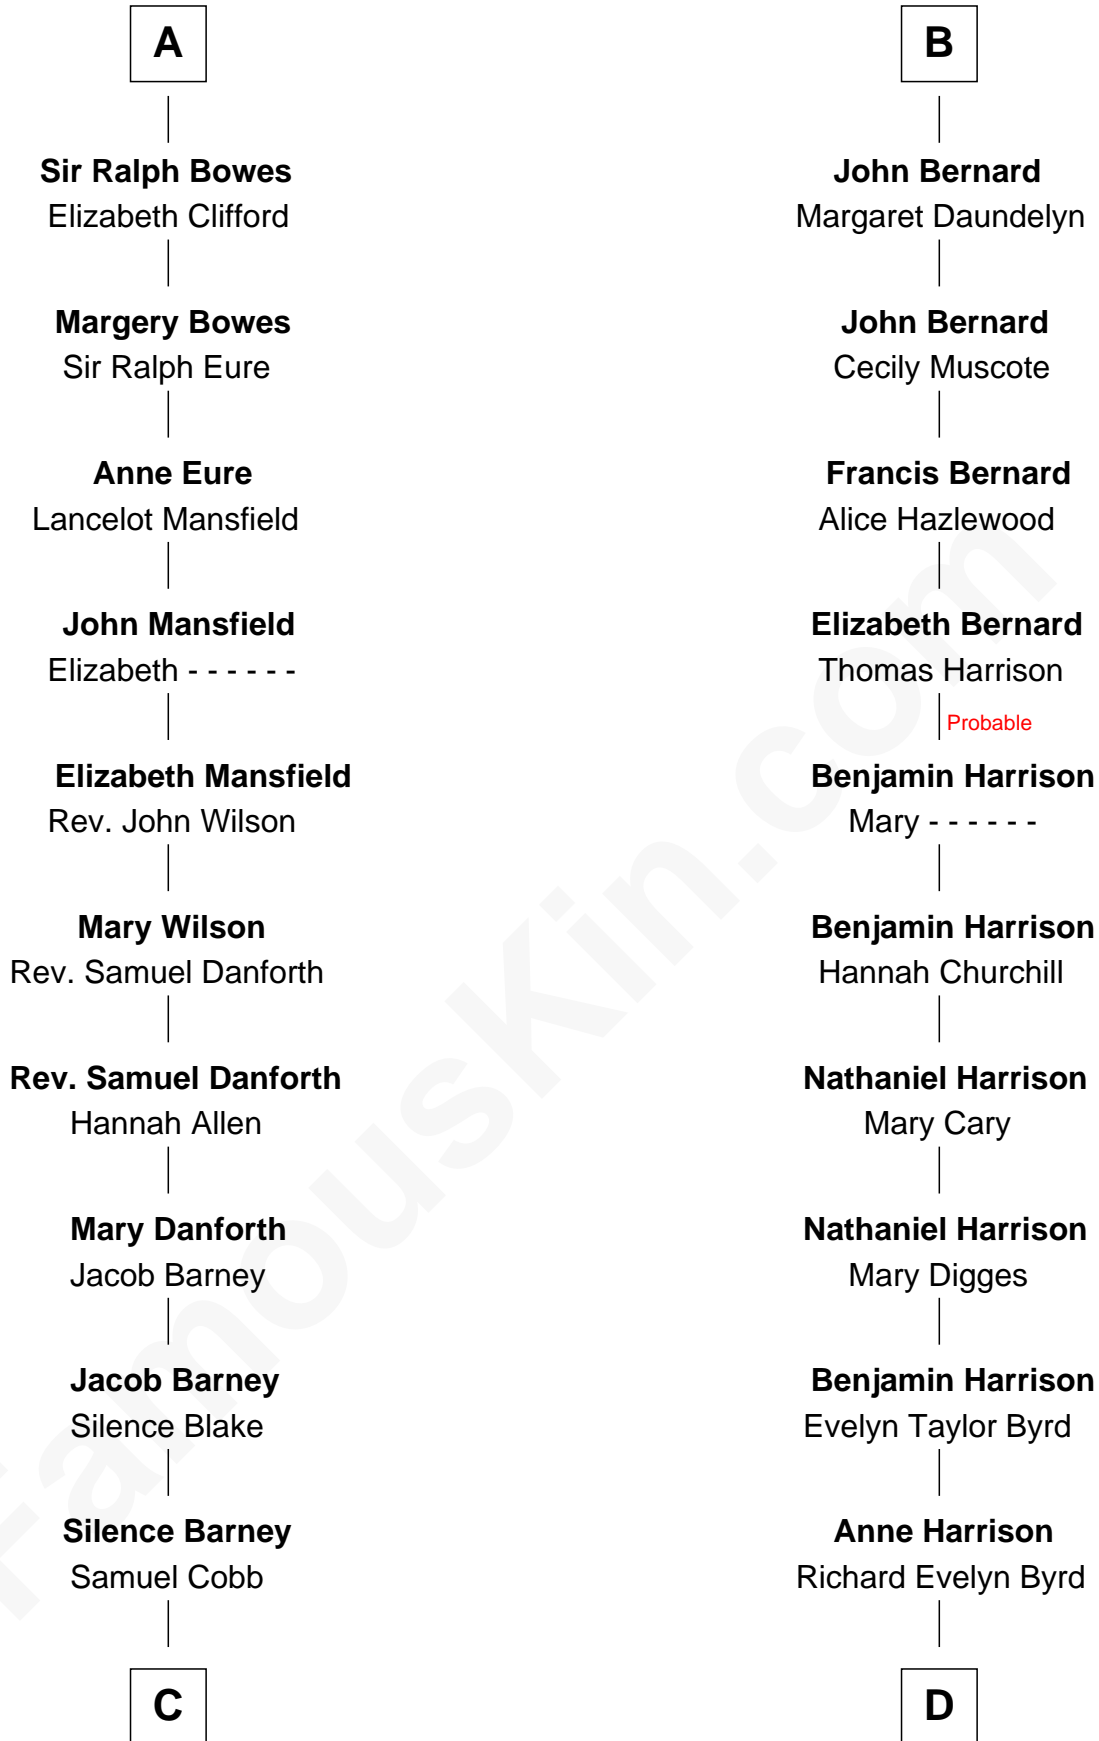 A
Sir Ralph Bowes
Elizabeth Clifford
Margery Bowes
Sir Ralph Eure
Anne Eure
Lancelot Mansfield
John Mansfield
Elizabeth - - - - - -
Elizabeth Mansfield
Rev. John Wilson
Mary Wilson
Rev. Samuel Danforth
Rev. Samuel Danforth
Hannah Allen
Mary Danforth
Jacob Barney
Jacob Barney
Silence Blake
Silence Barney
Samuel Cobb
C
B
John Bernard
Margaret Daundelyn
John Bernard
Cecily Muscote
Francis Bernard
Alice Hazlewood
Elizabeth Bernard
Thomas Harrison
Probable
Benjamin Harrison
Mary - - - - - -
Benjamin Harrison
Hannah Churchill
Nathaniel Harrison
Mary Cary
Nathaniel Harrison
Mary Digges
Benjamin Harrison
Evelyn Taylor Byrd
Anne Harrison
Richard Evelyn Byrd
D
FamousKin.com